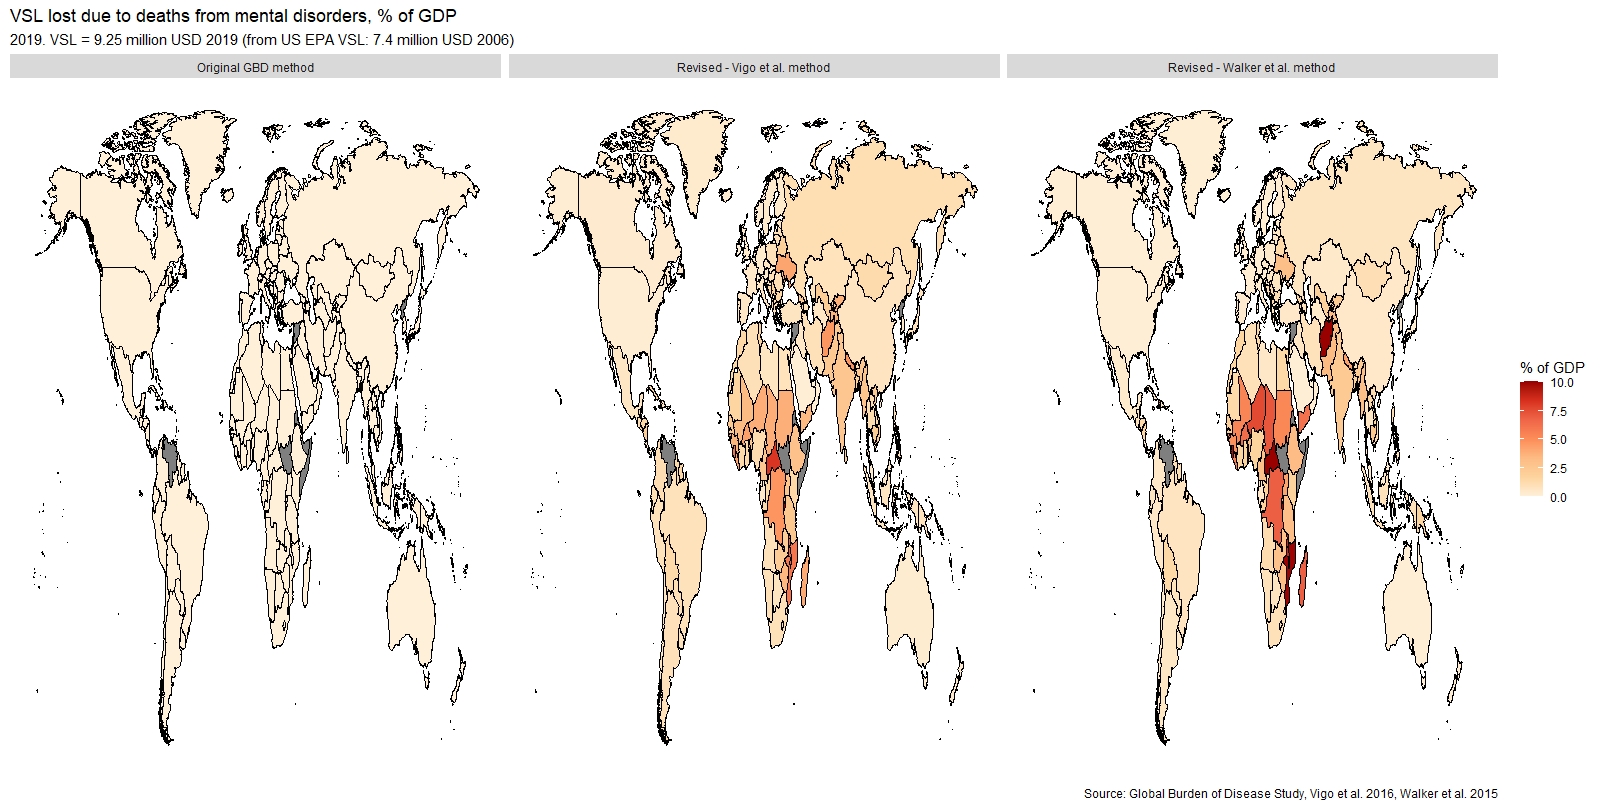 VSL lost due to deaths from mental disorders, % of GDP
2019. VSL = 9.25 million USD 2019 (from US EPA VSL: 7.4 million USD 2006)
Original GBD method
Revised - Vigo et al. method
Revised - Walker et al. method
% of GDP
10.0
7.5
5.0
2.5
0.0
Source: Global Burden of Disease Study, Vigo et al. 2016, Walker et al. 2015